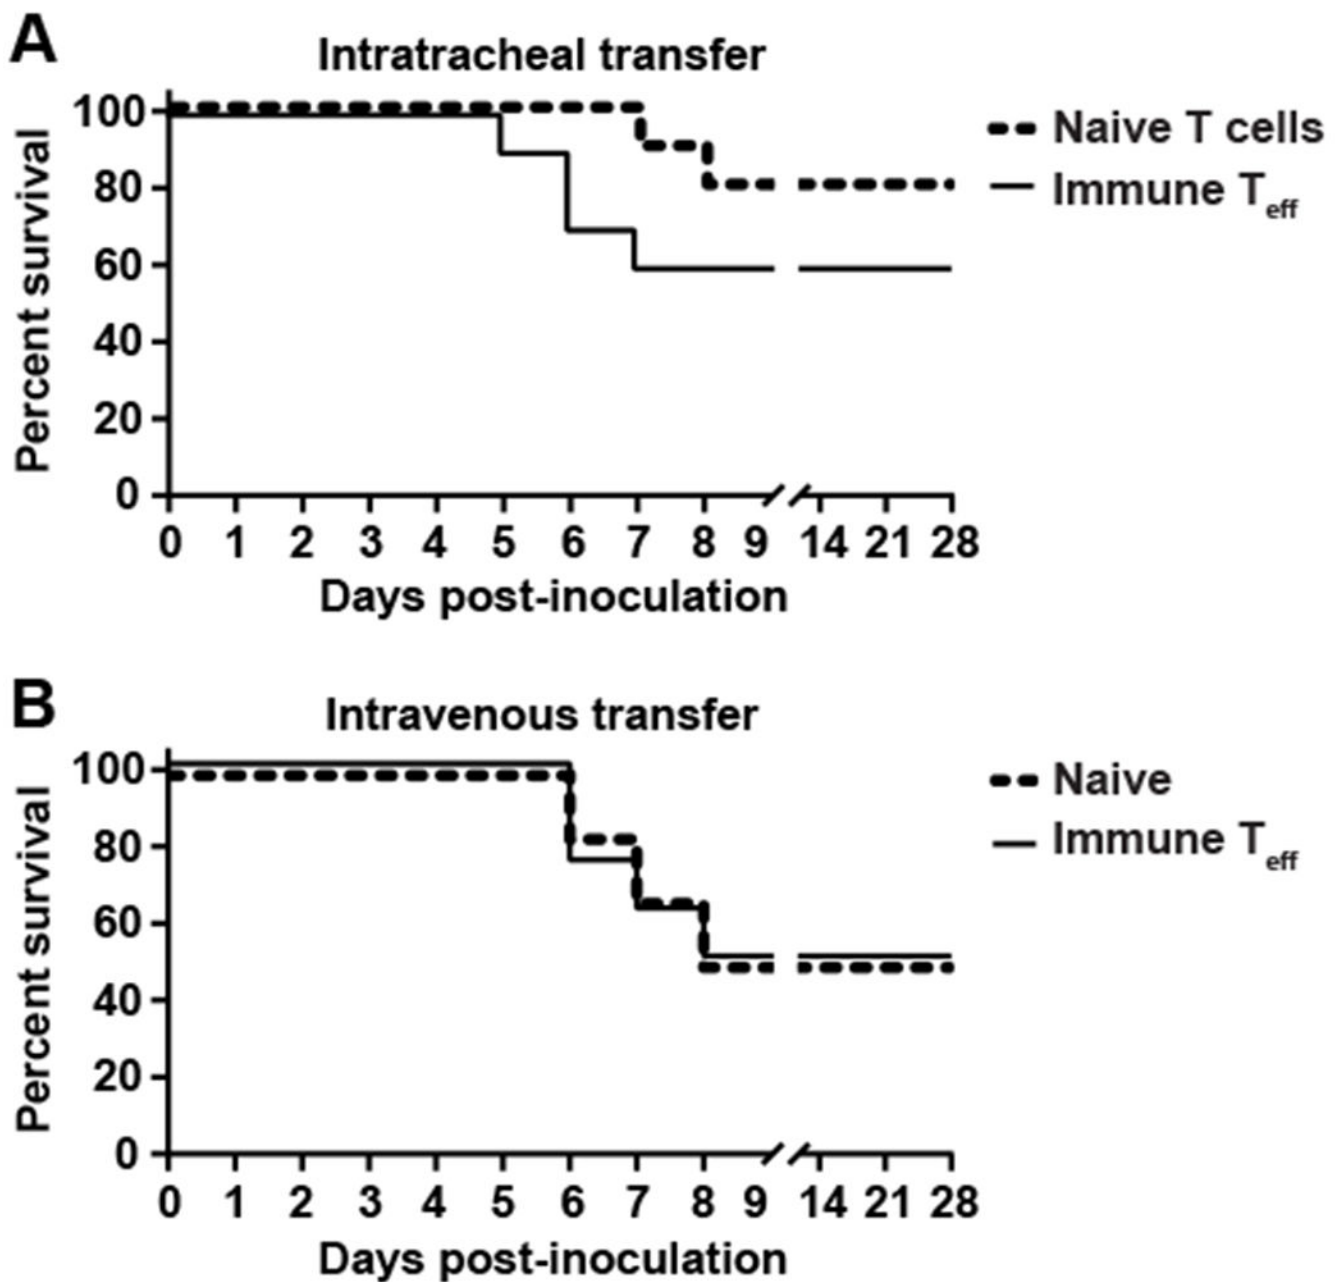 A
Intratracheal transfer
Percent survival
100
80
60
40
20
0
0 1 2 3 4 5 6 7 8 9 14 21 28
Days post-inoculation
Naive T cells
Immune Teff
B
Intravenous transfer
Percent survival
100
80
60
40
20
0
0 1 2 3 4 5 6 7 8 9 14 21 28
Days post-inoculation
Naive
Immune Teff